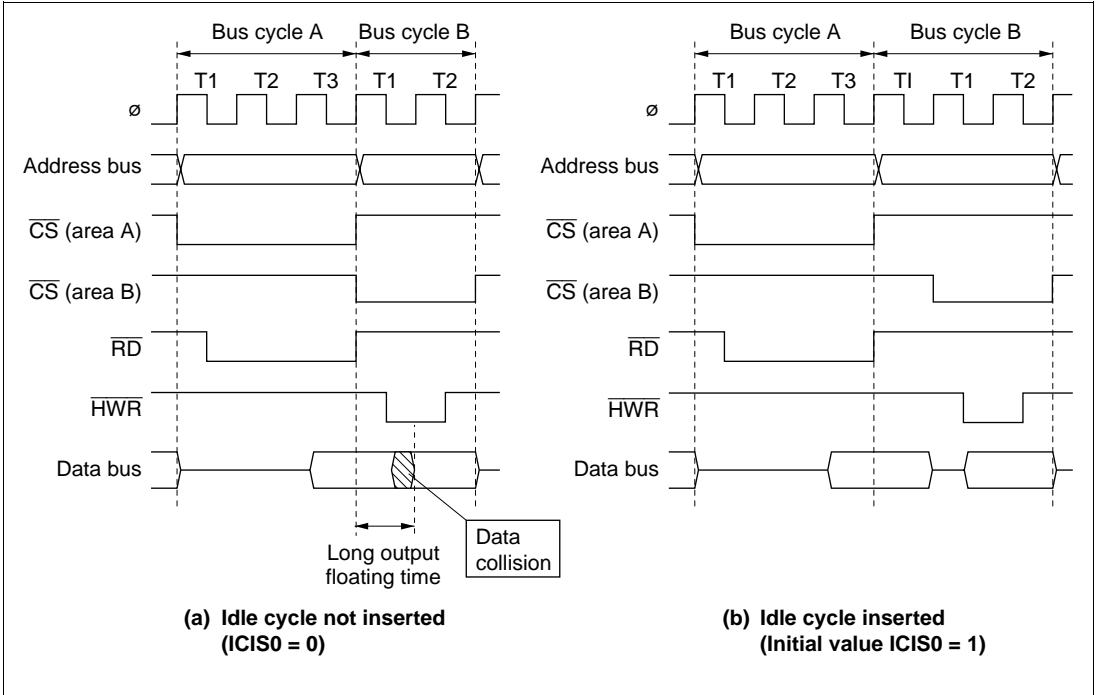 Bus cycle A Bus cycle B
T1 T2 T3 T1 T2
ø
Address bus
CS (area A)
CS (area B)
RD
HWR
Data bus
Long output
floating time
Data
collision
(a) Idle cycle not inserted
(ICIS0 = 0)
Bus cycle A Bus cycle B
T1 T2 T3 TI T1 T2
ø
Address bus
CS (area A)
CS (area B)
RD
HWR
Data bus
(b) Idle cycle inserted
(Initial value ICIS0 = 1)